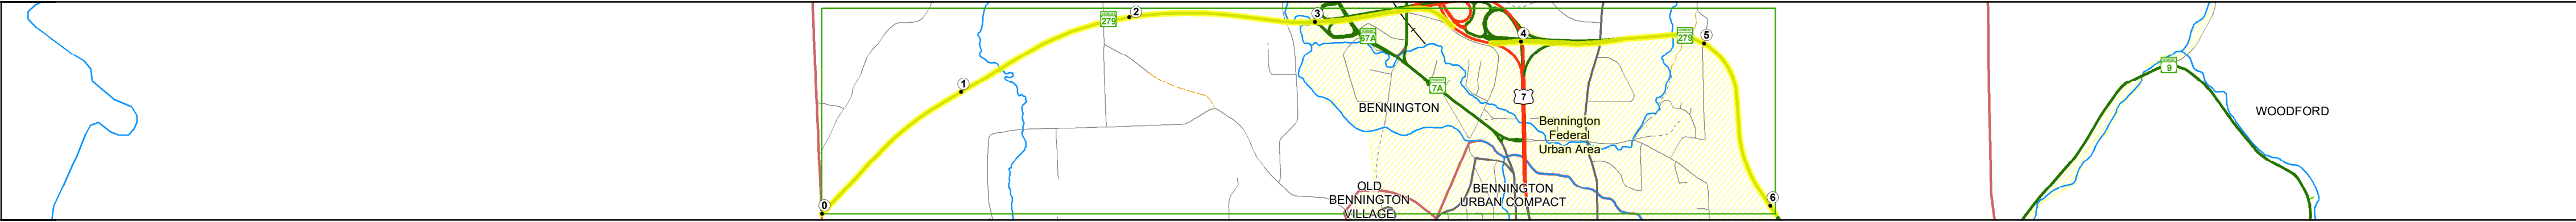 279
2
3
67A
4
279
5
1
7A
7
9
BENNINGTON
WOODFORD
Bennington
Federal
Urban Area
OLD
BENNINGTON
VILLAGE
BENNINGTON
URBAN COMPACT
0
6